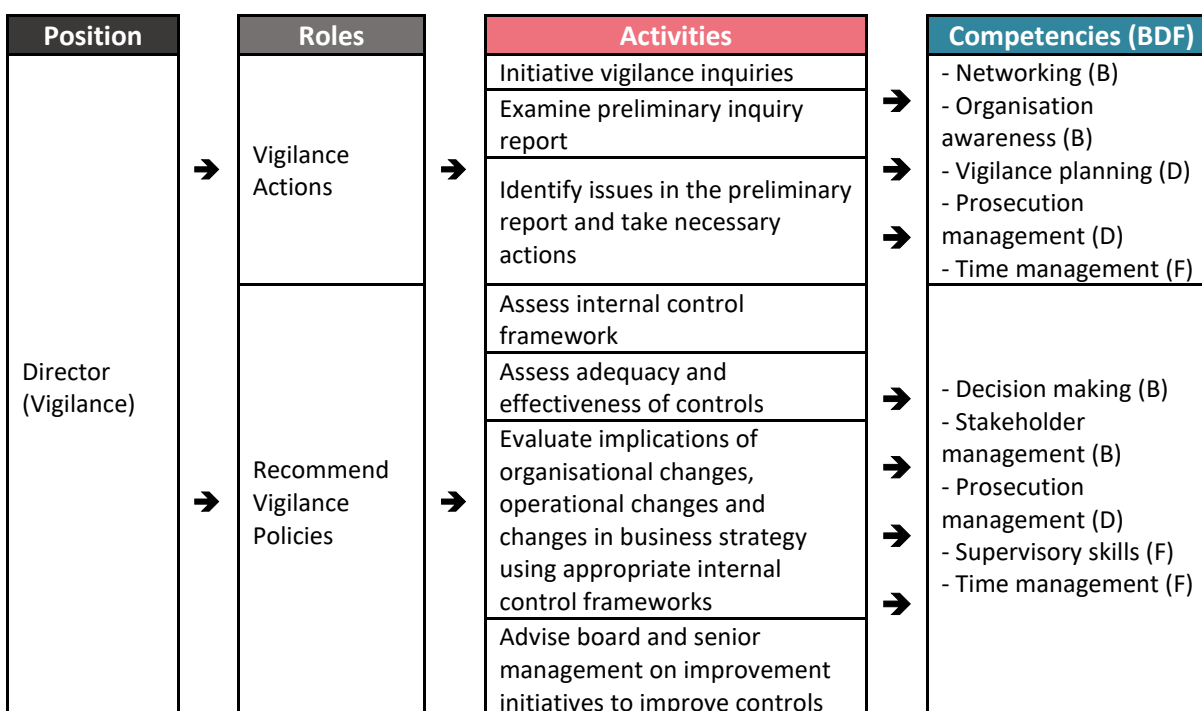 Position
Roles
Activities
Competencies (BDF)
Director
(Vigilance)
Vigilance
Actions
Initiative vigilance inquiries
Examine preliminary inquiry
report
Identify issues in the preliminary
report and take necessary
actions
- Networking (B)
- Organisation
awareness (B)
- Vigilance planning (D)
- Prosecution
management (D)
- Time management (F)
Recommend
Vigilance
Policies
Assess internal control
framework
Assess adequacy and
effectiveness of controls
Evaluate implications of
organisational changes,
operational changes and
changes in business strategy
using appropriate internal
control frameworks
Advise board and senior
management on improvement
initiatives to improve controls
- Decision making (B)
- Stakeholder
management (B)
- Prosecution
management (D)
- Supervisory skills (F)
- Time management (F)